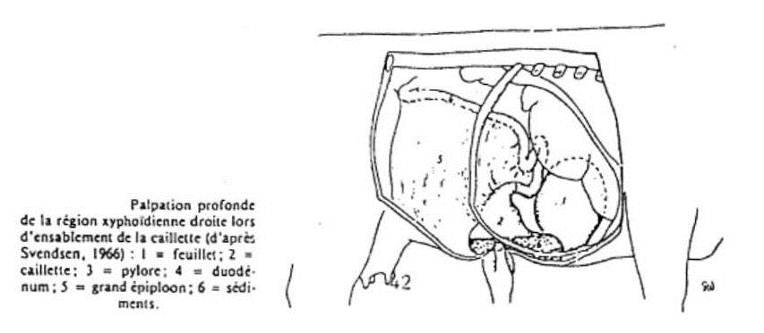 Palpation profonde
de la région xyphoïdienne droite lors
d'ensablement de la caillette (d'après
Svendsen, 1966) : 1 = feuillet; 2 =
caillette; 3 = pylore; 4 = duodé-
num; 5 = grand épiploon; 6 = sédi-
ments.
5
2
1
42